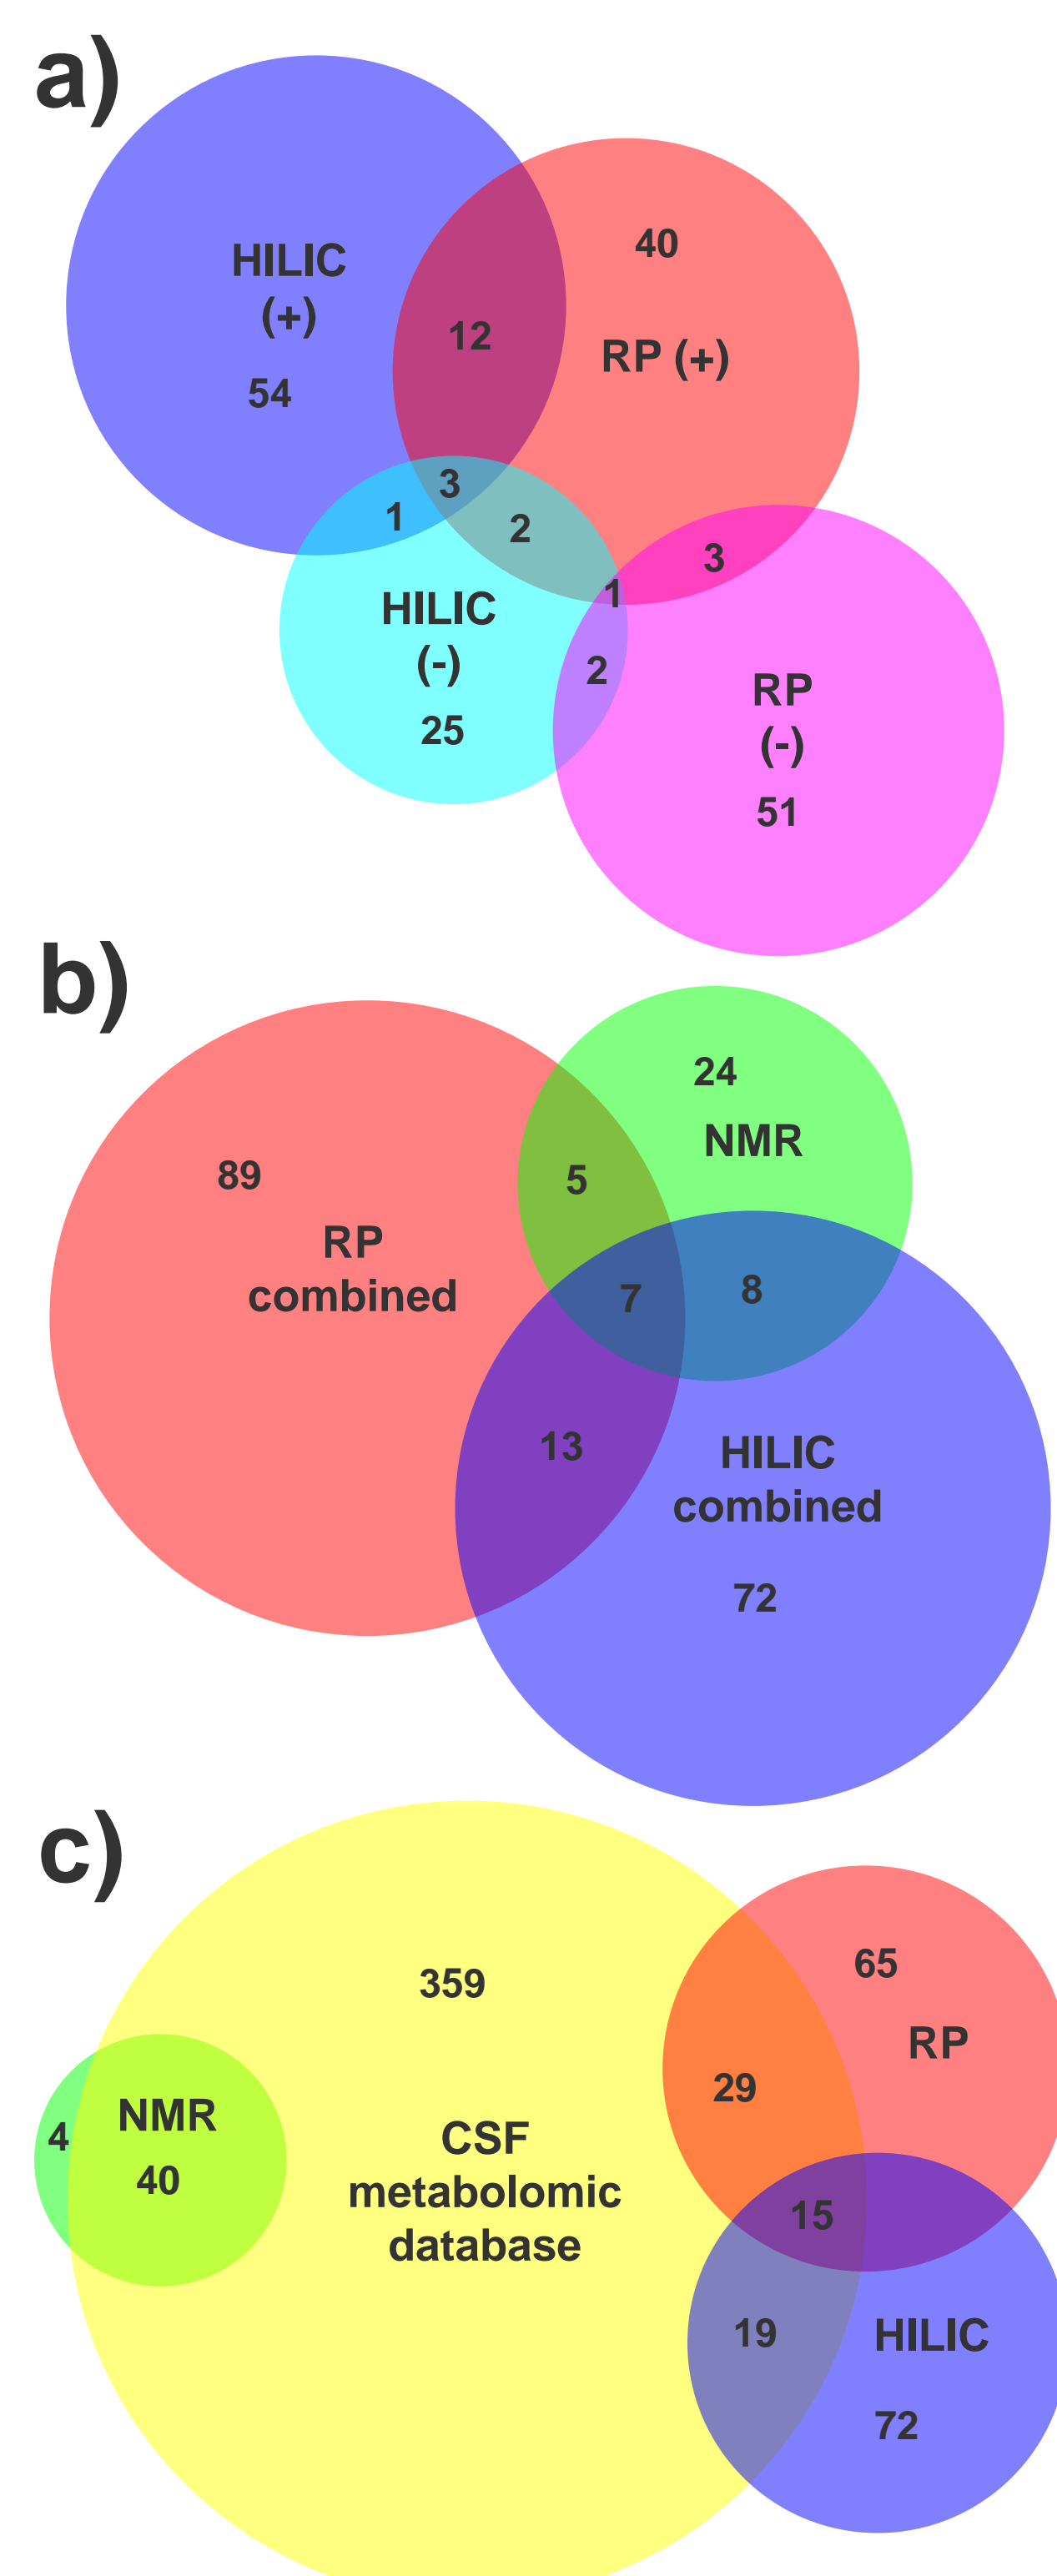 a)
40
HILIC
(+)
12
RP (+)
54
3
1
2
3
1
HILIC
(-)
2
RP
(-)
25
51
b)
24
NMR
89
5
RP
combined
7
8
13
HILIC
combined
72
c)
359
65
RP
29
4
NMR
40
CSF
metabolomic
database
15
19
HILIC
72